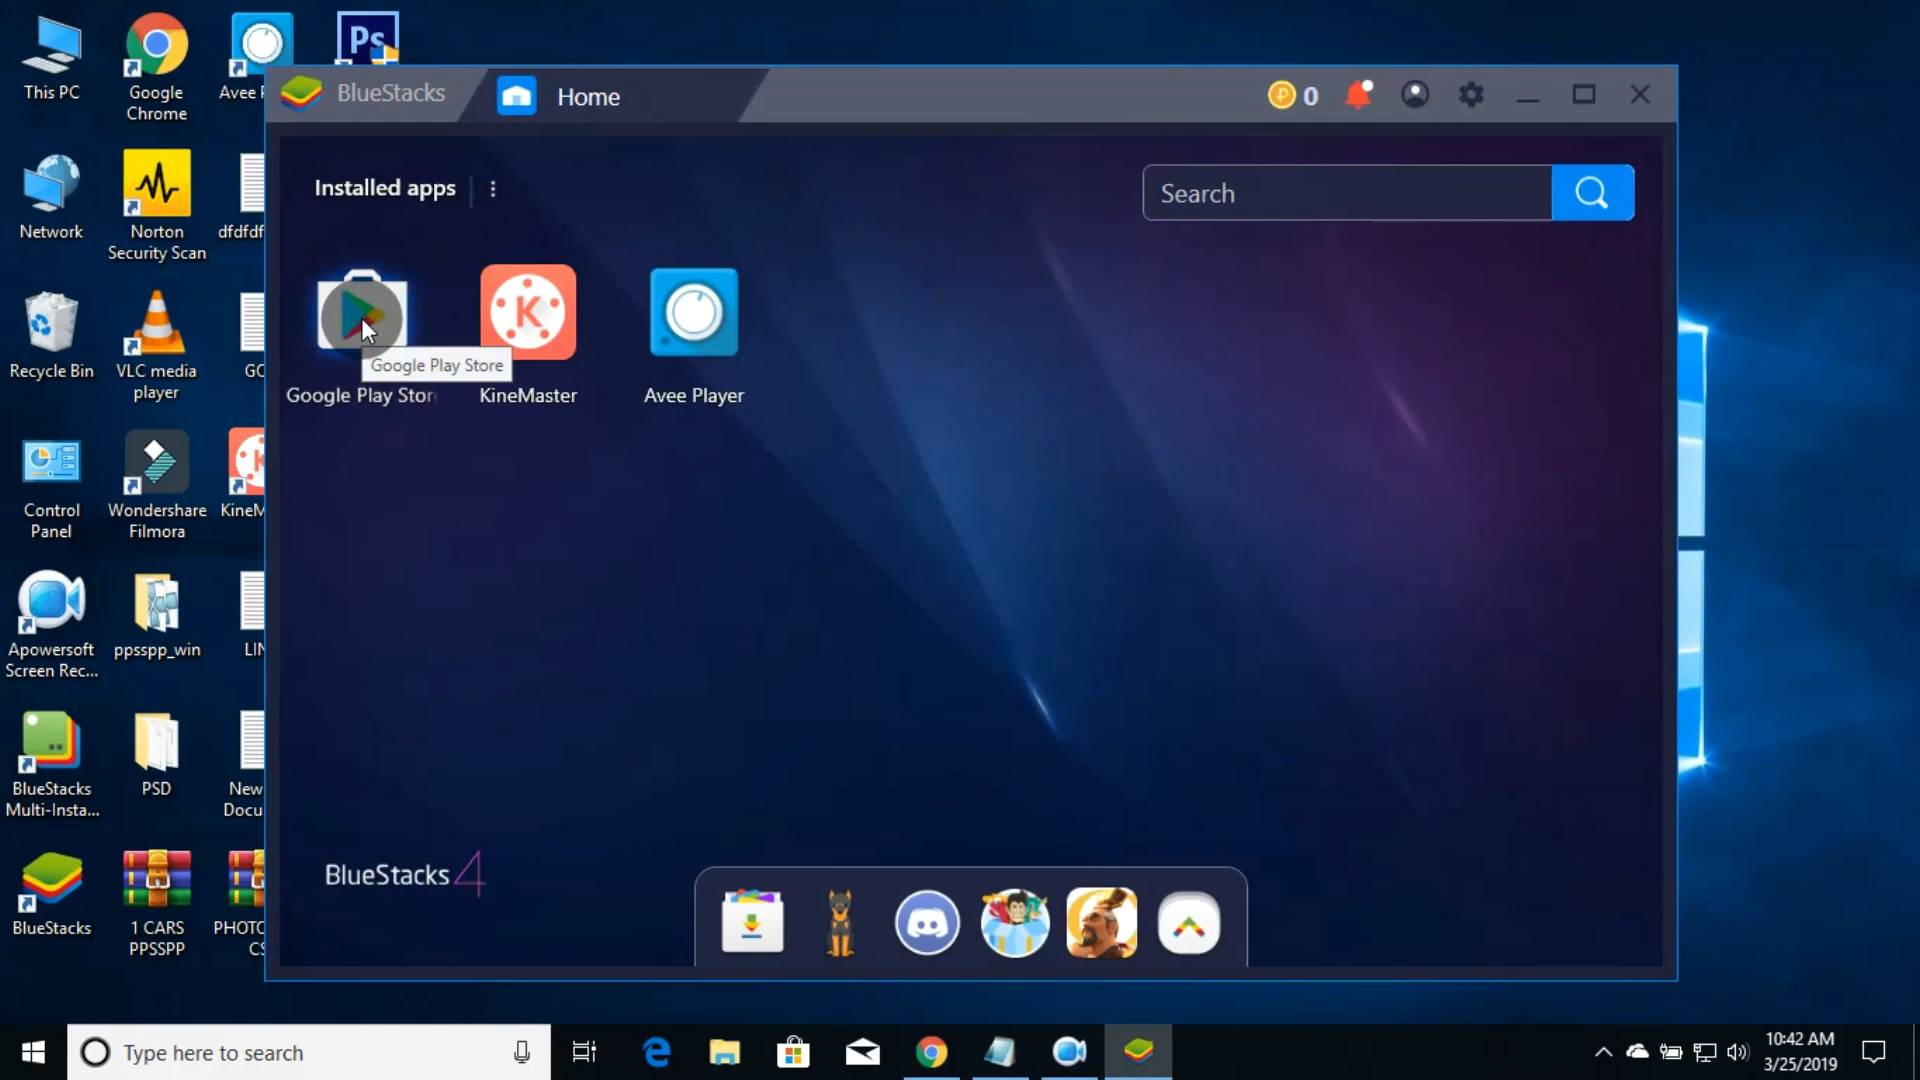 This PC
Google
Chrome
Avee P
Ps
Network
Norton
Security Scan
dfdfdf
Recycle Bin
VLC media
player
GC
Control
Panel
Wondershare
Filmora
KineM
Apowersoft
Screen Rec...
ppsspp_win
LIN
BlueStacks
Multi-Insta...
PSD
New
Docu
BlueStacks
1 CARS
PPSSPP
PHOTO
CS
BlueStacks
Home
0
Installed apps
Search
K
Google Play Store
Google Play Stor
KineMaster
Avee Player
BlueStacks 4
Type here to search
10:42 AM
3/25/2019